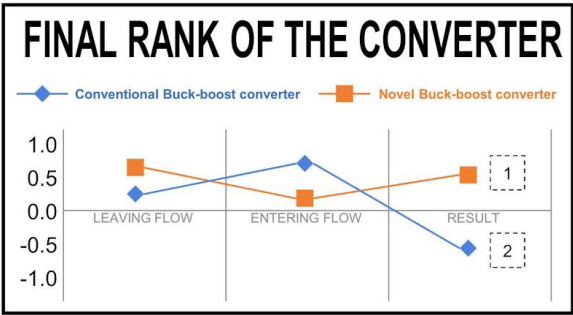 FINAL RANK OF THE CONVERTER
Conventional Buck-boost converter Novel Buck-boost converter
1.0
0.5
0.0
-0.5
-1.0
LEAVING FLOW ENTERING FLOW RESULT
1
2